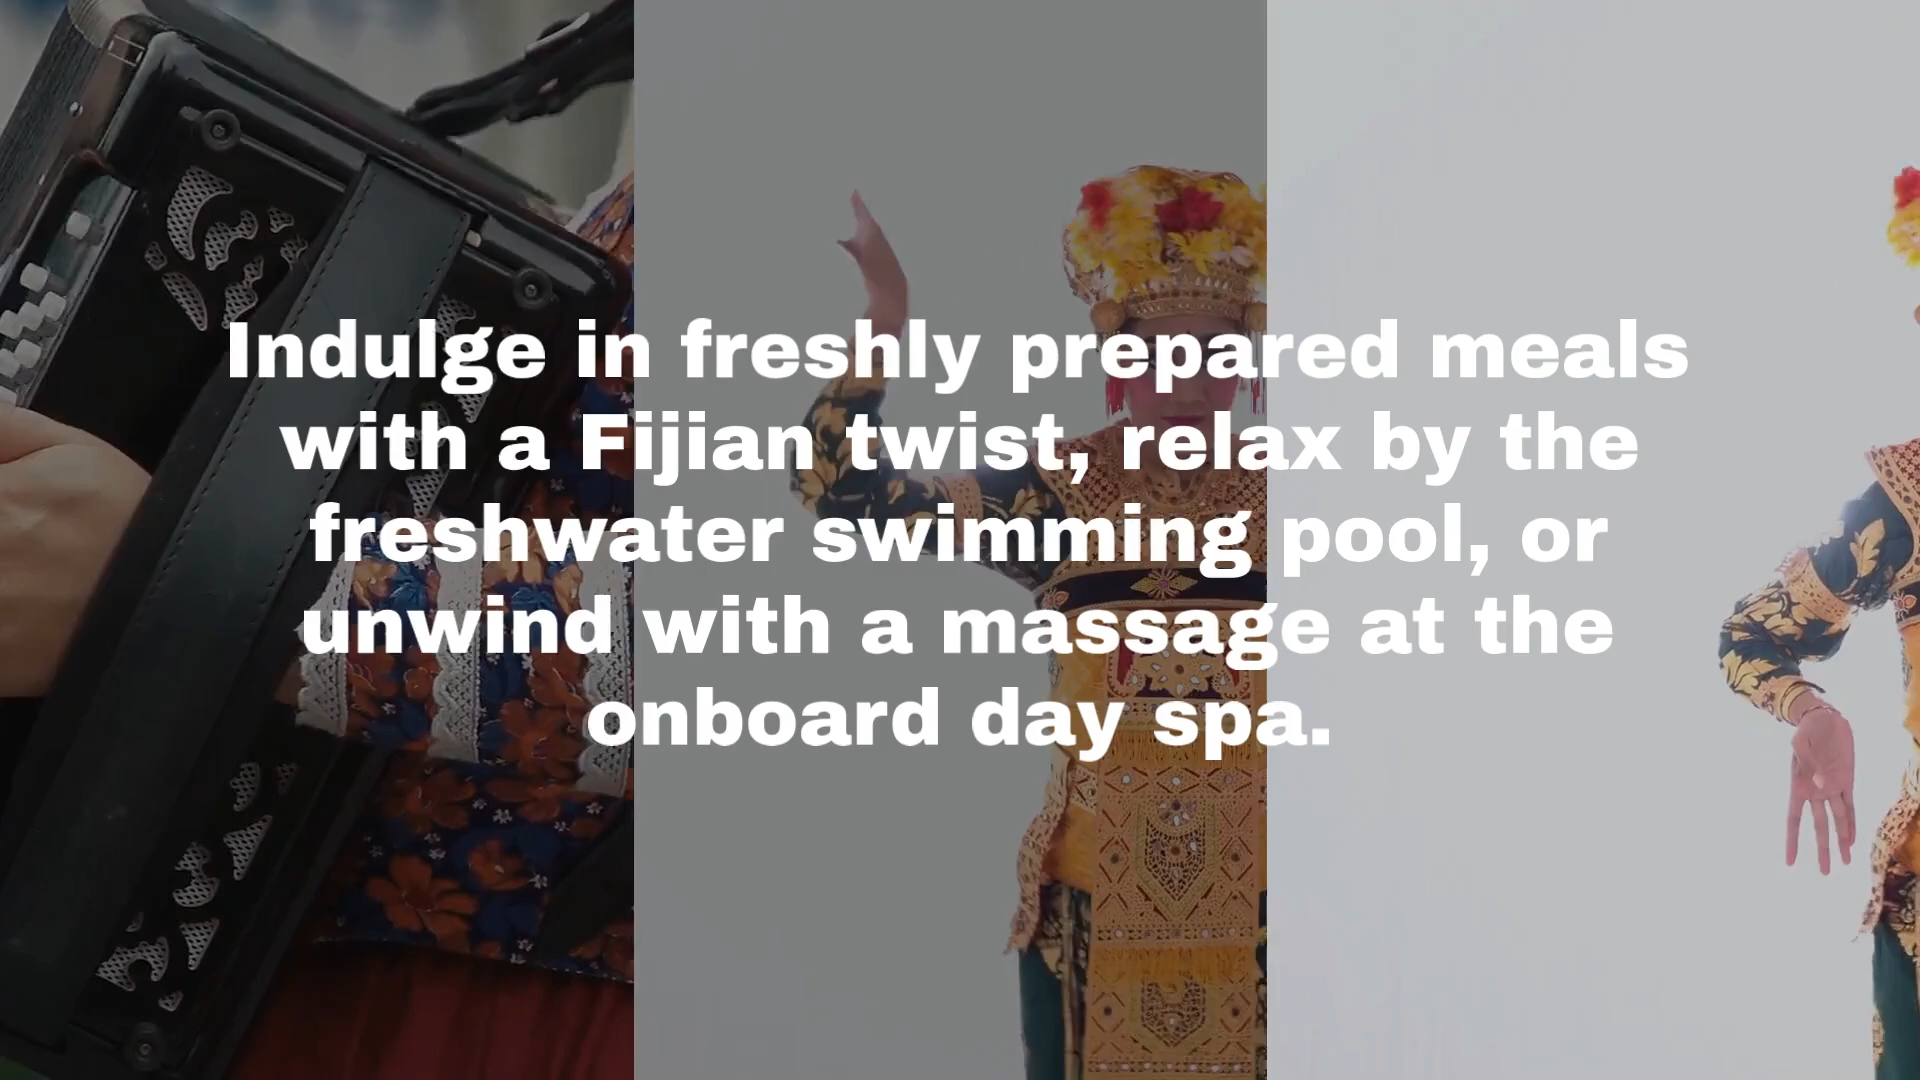 Indulge in freshly prepared meals
with a Fijian twist, relax by the
freshwater swimming pool, or
unwind with a massage at the
onboard day spa.